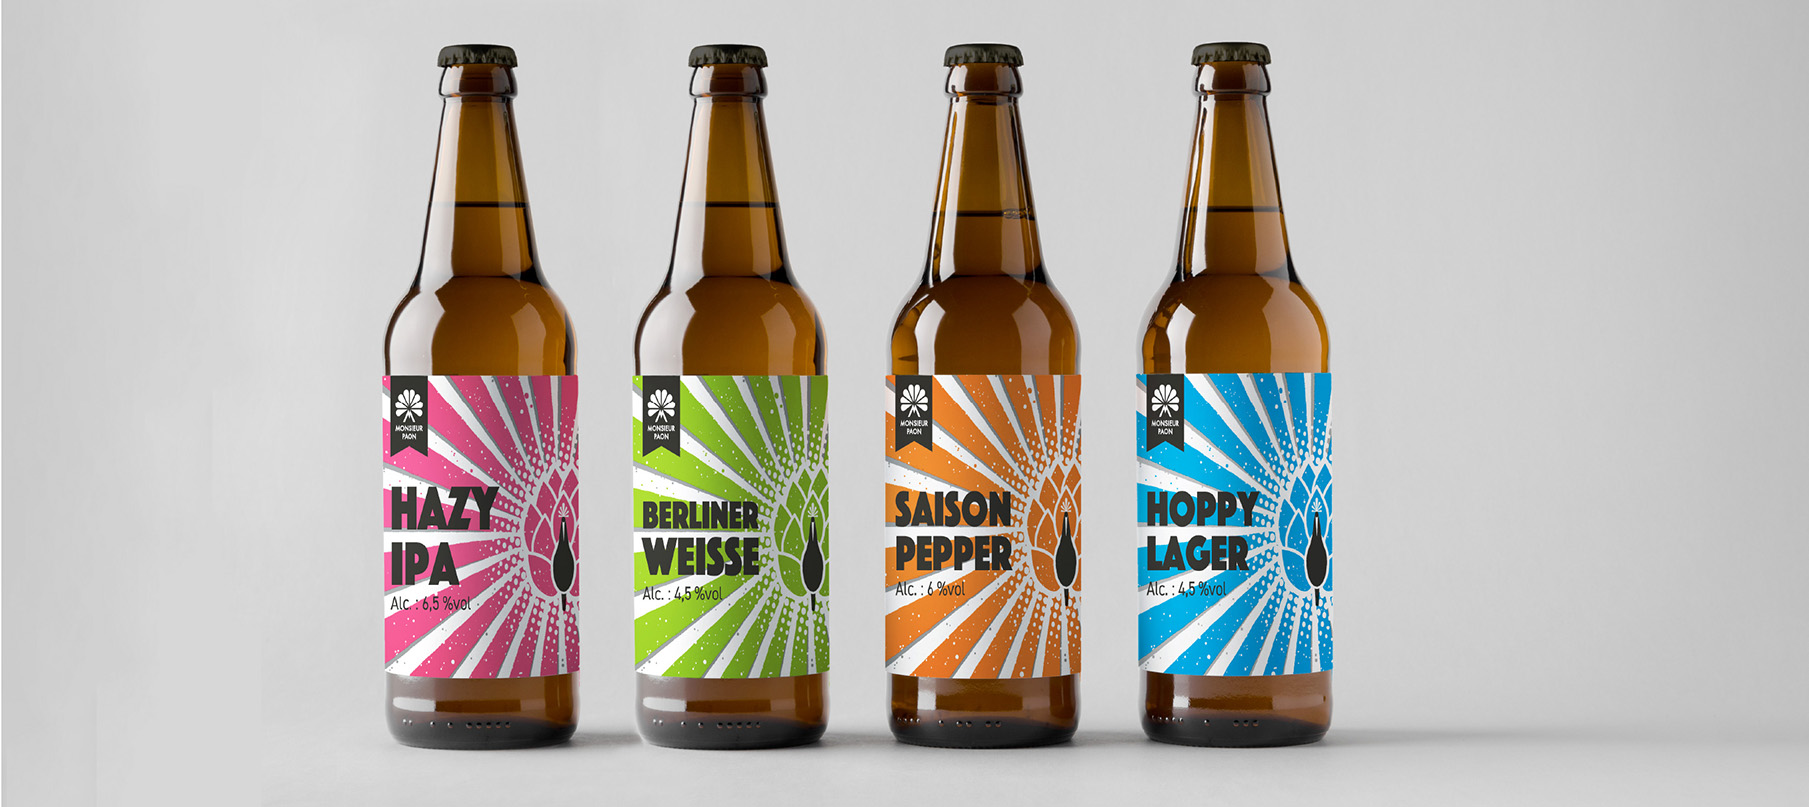 MONSIEUR
PAON
HAZY
IPA
Alc. : 6,5 %vol
MONSIEUR
PAON
BERLINER
WEISSE
Alc. : 4,5 %vol
MONSIEUR
PAON
SAISON
PEPPER
Alc. : 6 %vol
MONSIEUR
PAON
HOPPY
LAGER
Alc. : 4,5 %vol